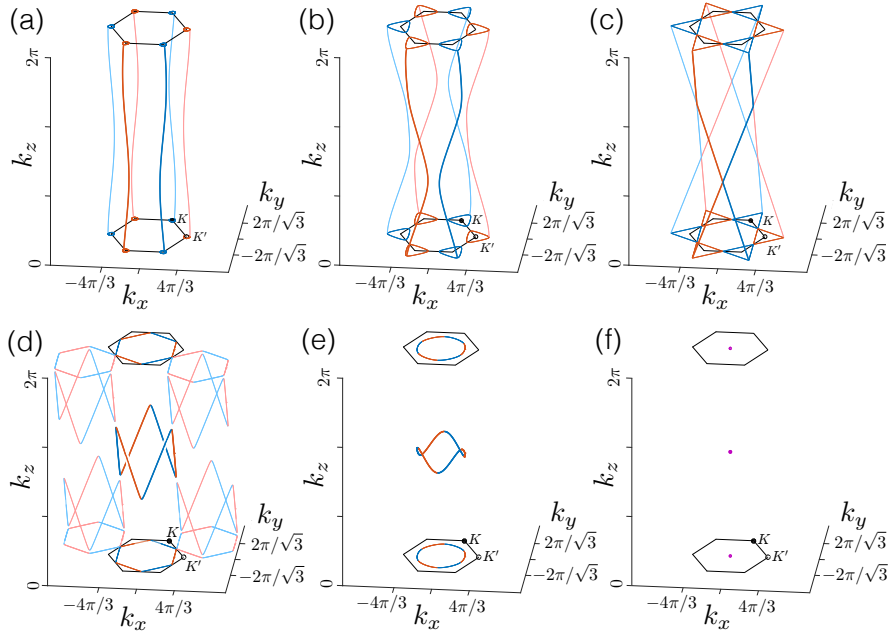 (a)
2π
k_z
0
K
K′
k_y
2π/√3
−2π/√3
−4π/3
4π/3
k_x
(b)
2π
k_z
0
K
K′
k_y
2π/√3
−2π/√3
−4π/3
4π/3
k_x
(c)
2π
k_z
0
K
K′
k_y
2π/√3
−2π/√3
−4π/3
4π/3
k_x
(d)
2π
k_z
0
K
K′
k_y
2π/√3
−2π/√3
−4π/3
4π/3
k_x
(e)
2π
k_z
0
K
K′
k_y
2π/√3
−2π/√3
−4π/3
4π/3
k_x
(f)
2π
k_z
0
K
K′
k_y
2π/√3
−2π/√3
−4π/3
4π/3
k_x